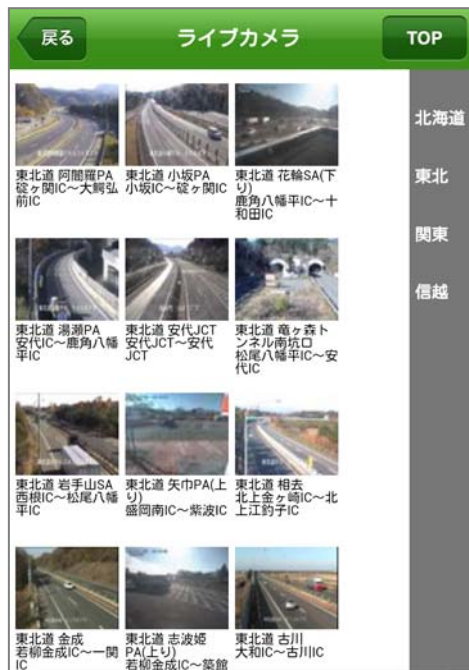 戻る
ライブカメラ
TOP
東北道 阿闍羅PA
碇ヶ関IC～大鰐弘
前IC
東北道 小坂PA
小坂IC～碇ヶ関IC
東北道 花輪SA(下
り)
鹿角八幡平IC～十
和田IC
東北道 湯瀬PA
安代IC～鹿角八幡
平IC
東北道 安代JCT
安代JCT～安代
JCT
東北道 竜ヶ森ト
ンネル南坑口
松尾八幡平IC～安
代IC
東北道 岩手山SA
西根IC～松尾八幡
平IC
東北道 矢巾PA(上
り)
盛岡南IC～紫波IC
東北道 相去
北上金ヶ崎IC～北
上江釣子IC
東北道 金成
若柳金成IC～一関
IC
東北道 志波姫
PA(上り)
若柳金成IC～築館
東北道 古川
大和IC～古川IC
北海道
東北
関東
信越